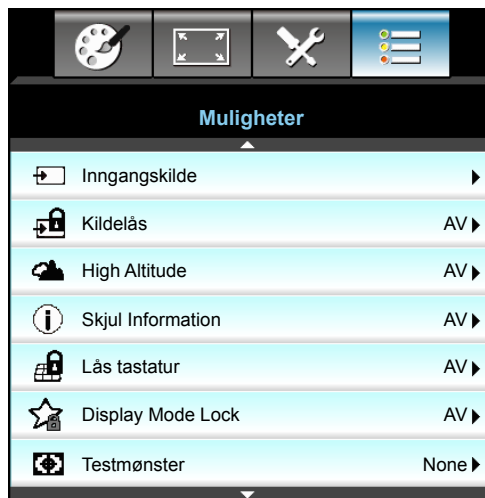 Muligheter
Inngangskilde
Kildelås AV
High Altitude AV
Skjul Information AV
Lås tastatur AV
Display Mode Lock AV
Testmønster None